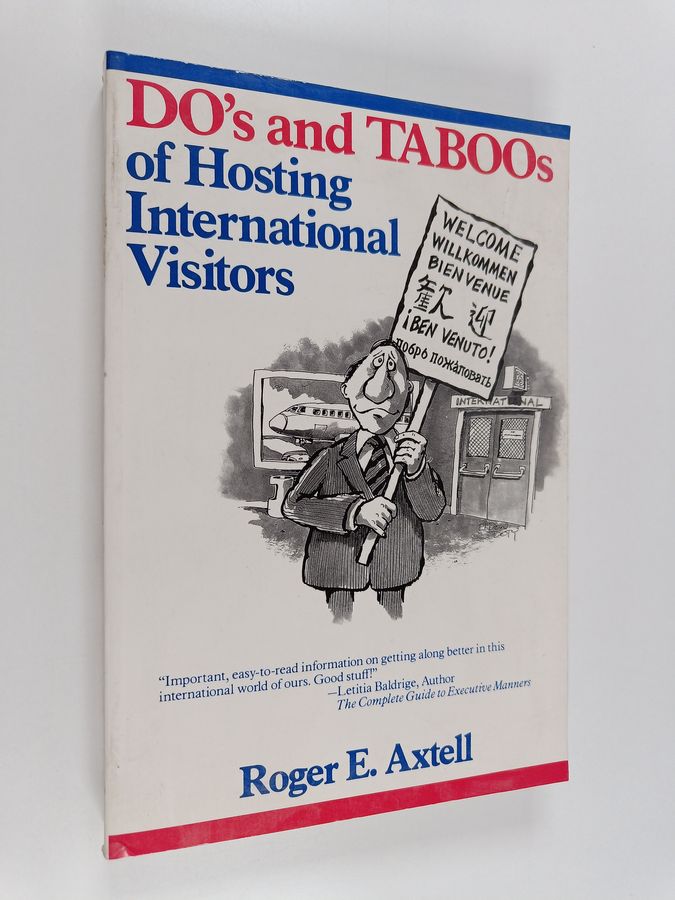 DO's and TABOOs
of Hosting
International
Visitors
WELCOME
WILLKOMMEN
BIENVENUE
歡迎
¡BEN VENUTO!
побрó пожáловать
INTERNATIONAL
"Important, easy-to-read information on getting along better in this
international world of ours. Good stuff!"
—Letitia Baldrige, Author
The Complete Guide to Executive Manners
Roger E. Axtell